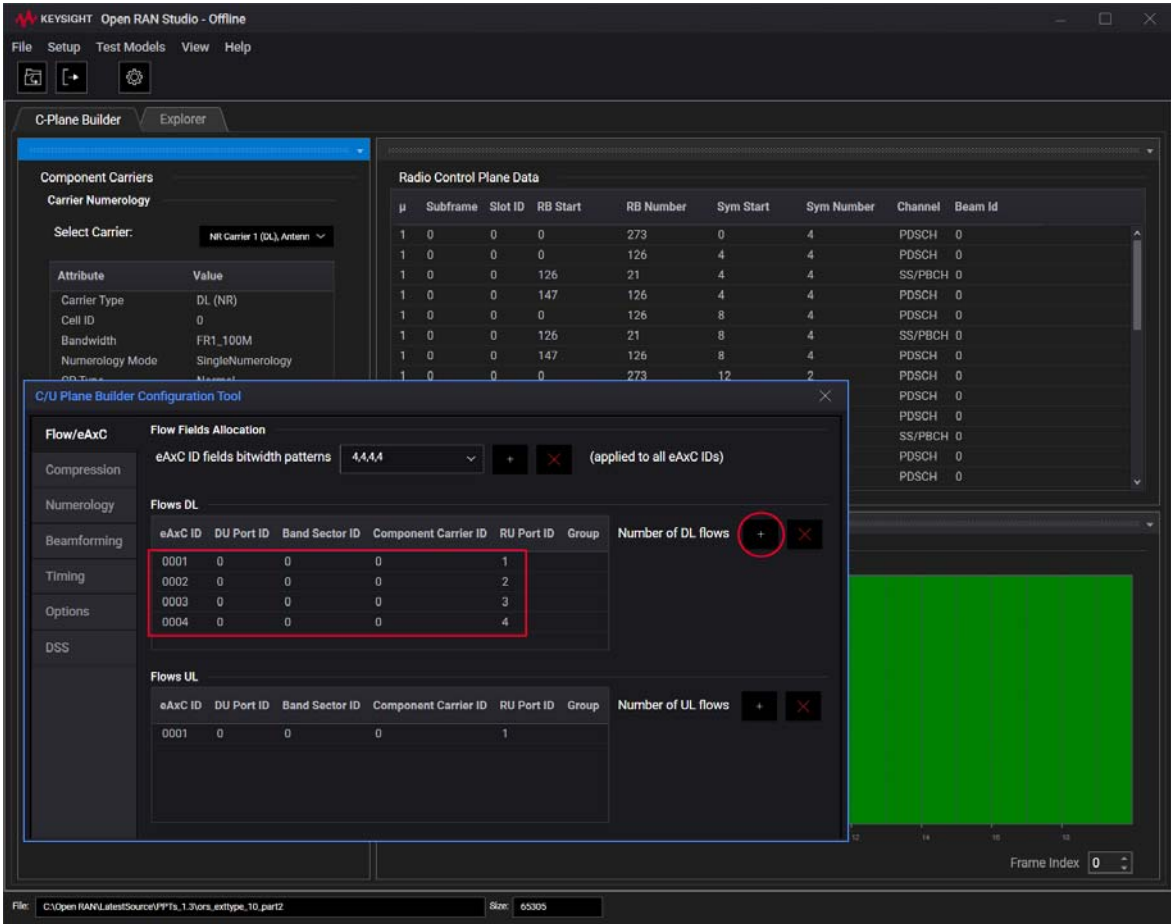 KEYSIGHT Open RAN Studio - Offline
File Setup Test Models View Help
C-Plane Builder Explorer
Component Carriers
Carrier Numerology
Select Carrier: NR Carrier 1 (DL), Antenn
Attribute Value
Carrier Type DL (NR)
Cell ID 0
Bandwidth FR1_100M
Numerology Mode SingleNumerology
Radio Control Plane Data
μ Subframe Slot ID RB Start RB Number Sym Start Sym Number Channel Beam Id
1 0 0 0 273 0 4 PDSCH 0
1 0 0 0 126 4 4 PDSCH 0
1 0 0 126 21 4 4 SS/PBCH 0
1 0 0 147 126 4 4 PDSCH 0
1 0 0 0 126 8 4 PDSCH 0
1 0 0 126 21 8 4 SS/PBCH 0
1 0 0 147 126 8 4 PDSCH 0
1 0 0 0 273 12 2 PDSCH 0
PDSCH 0
PDSCH 0
SS/PBCH 0
PDSCH 0
PDSCH 0
C/U Plane Builder Configuration Tool
Flow/eAxC
Compression
Numerology
Beamforming
Timing
Options
DSS
Flow Fields Allocation
eAxC ID fields bitwidth patterns 4,4,4,4 + (applied to all eAxC IDs)
Flows DL
eAxC ID DU Port ID Band Sector ID Component Carrier ID RU Port ID Group Number of DL flows +
0001 0 0 0 1
0002 0 0 0 2
0003 0 0 0 3
0004 0 0 0 4
Flows UL
eAxC ID DU Port ID Band Sector ID Component Carrier ID RU Port ID Group Number of UL flows +
0001 0 0 0 1
12 14 16 18
Frame Index 0
File: C:\Open RAN\LatestSource\PPTs_1.3\ors_exttype_10_part2 Size: 65305